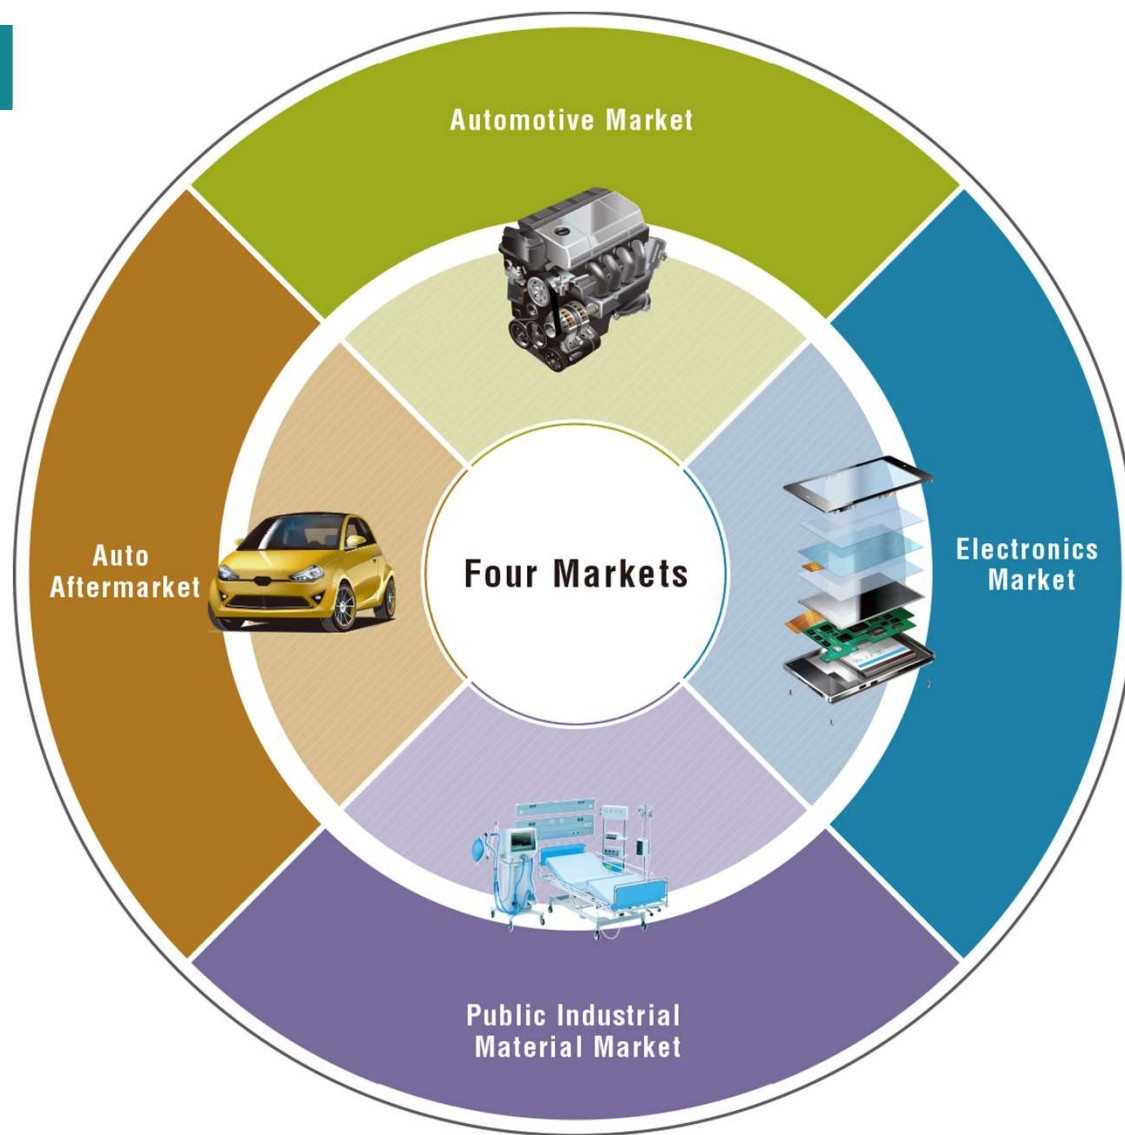 Automotive Market
Auto
Aftermarket
Four Markets
Electronics
Market
Public Industrial
Material Market